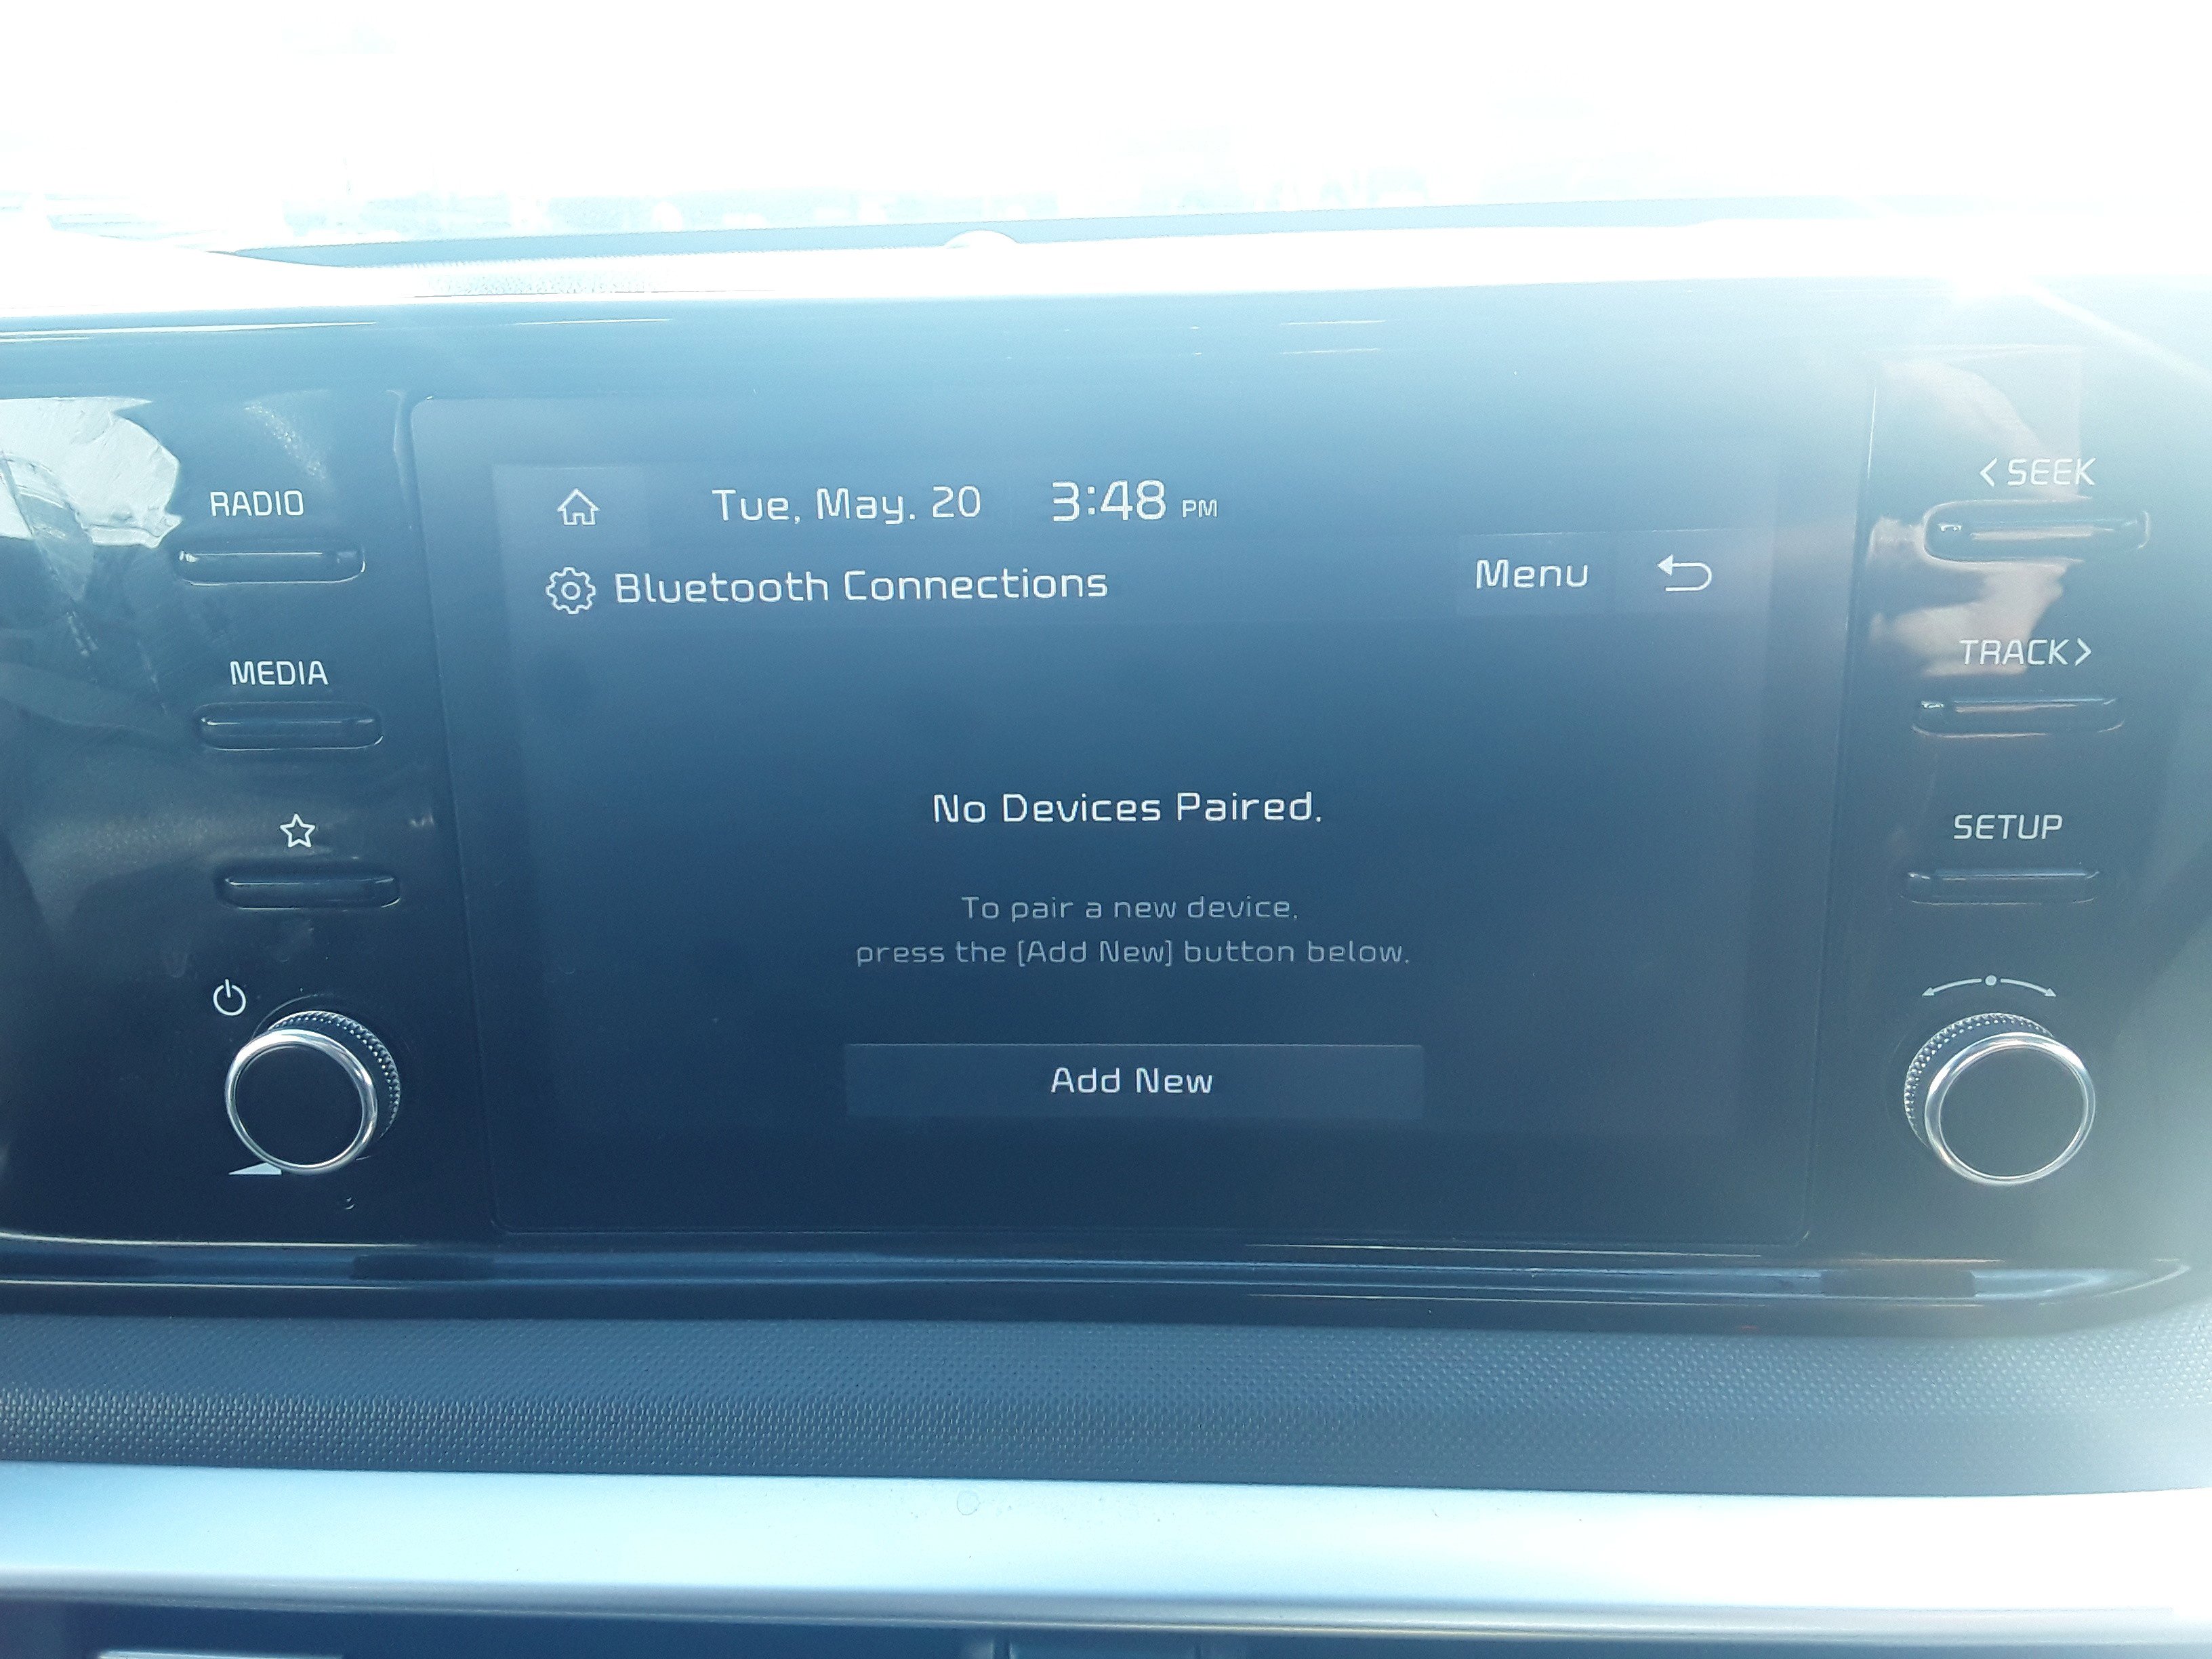 RADIO
MEDIA
Tue, May. 20 3:48 PM
Bluetooth Connections
Menu
No Devices Paired.
To pair a new device,
press the [Add New] button below.
Add New
< SEEK
TRACK >
SETUP